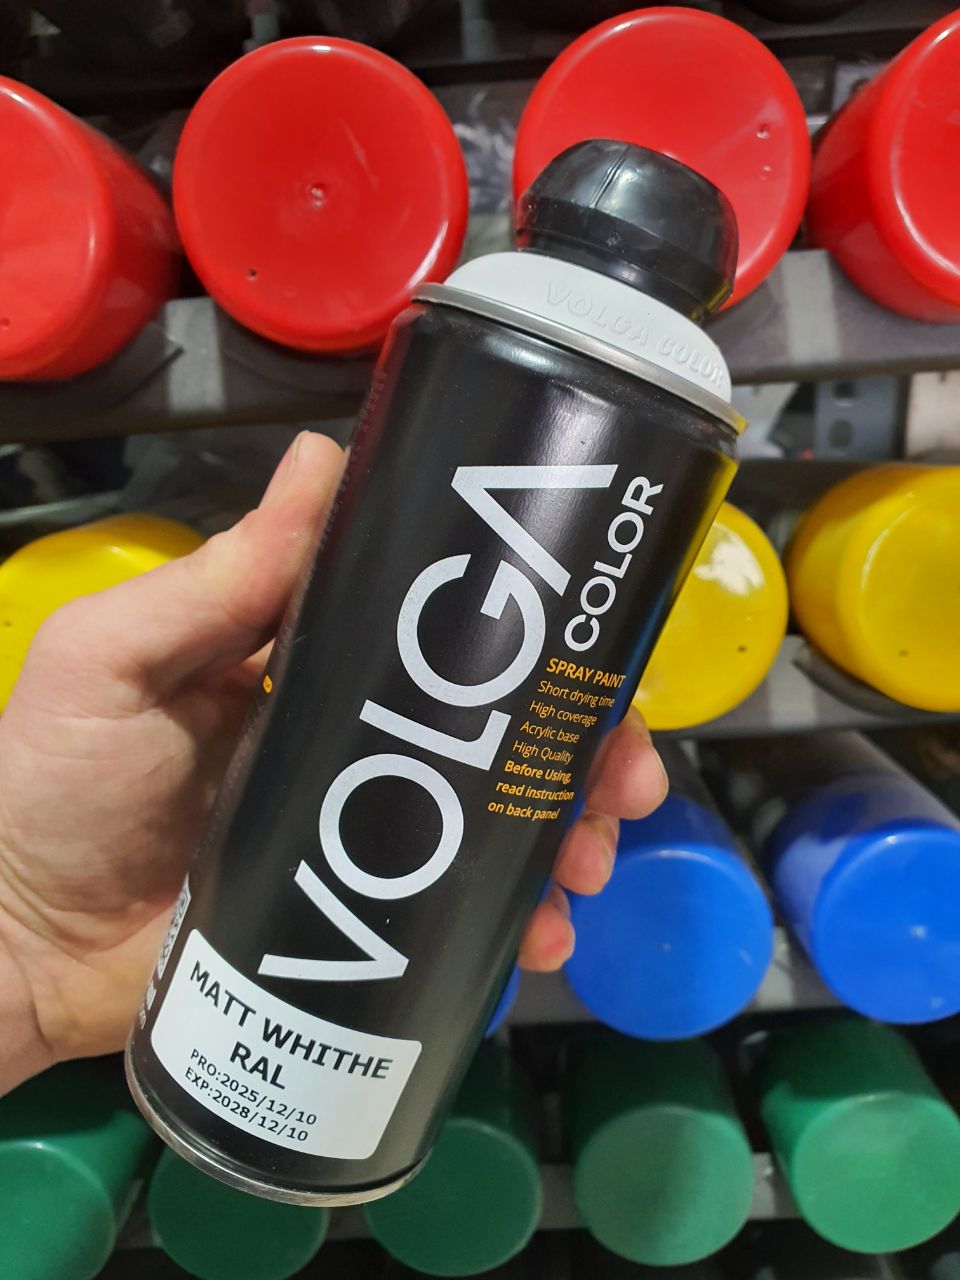 VOLGA COLOR
VOLGA
COLOR
SPRAY PAINT
Short drying time
High coverage
Acrylic base
High Quality
Before Using,
read instruction
on back panel
MATT WHITHE
RAL
PRO:2025/12/10
EXP:2028/12/10